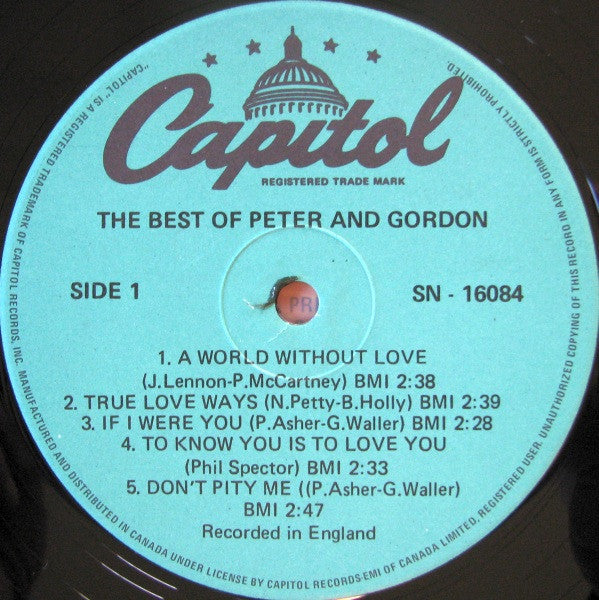 Capitol
REGISTERED TRADE MARK
THE BEST OF PETER AND GORDON
SIDE 1
SN - 16084
PRI
1. A WORLD WITHOUT LOVE
(J.Lennon-P.McCartney) BMI 2:38
2. TRUE LOVE WAYS (N.Petty-B.Holly) BMI 2:39
3. IF I WERE YOU (P.Asher-G.Waller) BMI 2:28
4. TO KNOW YOU IS TO LOVE YOU
(Phil Spector) BMI 2:33
5. DON'T PITY ME ((P.Asher-G.Waller)
BMI 2:47
Recorded in England
"CAPITOL" IS A REGISTERED TRADEMARK OF CAPITOL RECORDS, INC. MANUFACTURED AND DISTRIBUTED IN CANADA UNDER LICENSE BY CAPITOL RECORDS-EMI OF CANADA LIMITED. REGISTERED USER. UNAUTHORIZED COPYING OF THIS RECORD IN ANY FORM IS STRICTLY PROHIBITED.